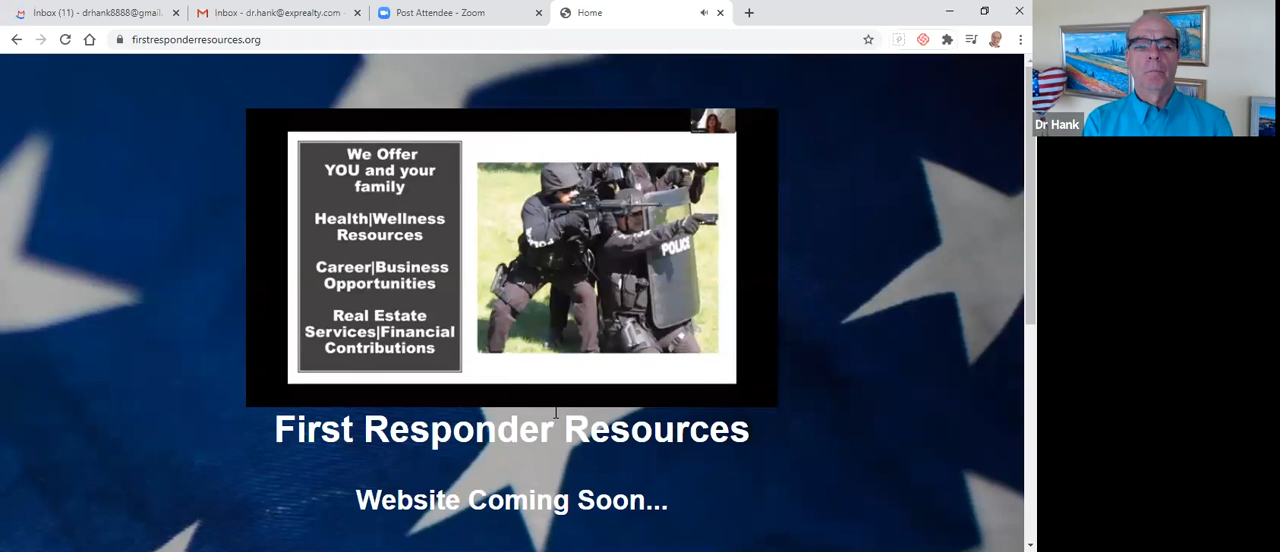 Inbox (11) - drhank8888@gmail.
Inbox - dr.hank@exprealty.com -
Post Attendee - Zoom
Home
firstresponderresources.org
Dr Hank
We Offer
YOU and your
family
Health|Wellness
Resources
Career|Business
Opportunities
Real Estate
Services|Financial
Contributions
POLICE
First Responder Resources
Website Coming Soon...